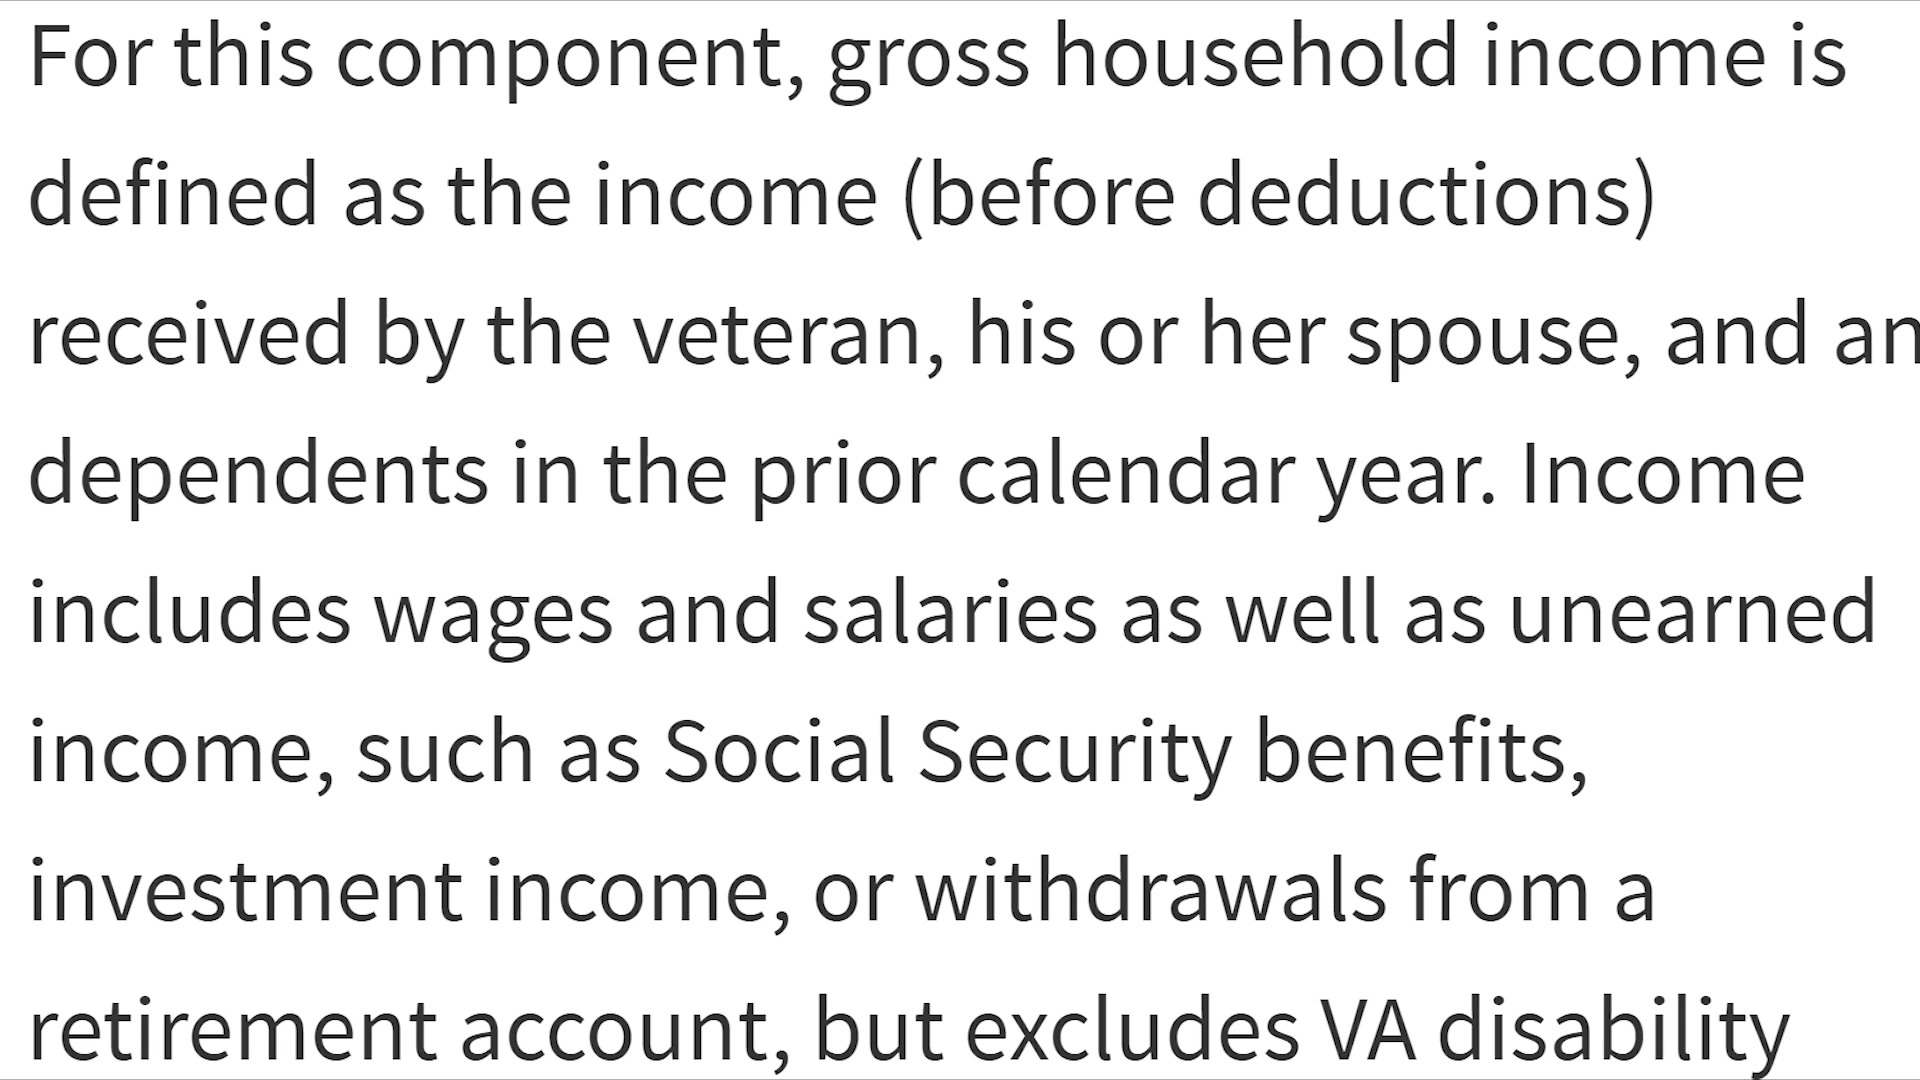 For this component, gross household income is
defined as the income (before deductions)
received by the veteran, his or her spouse, and an
dependents in the prior calendar year. Income
includes wages and salaries as well as unearned
income, such as Social Security benefits,
investment income, or withdrawals from a
retirement account, but excludes VA disability